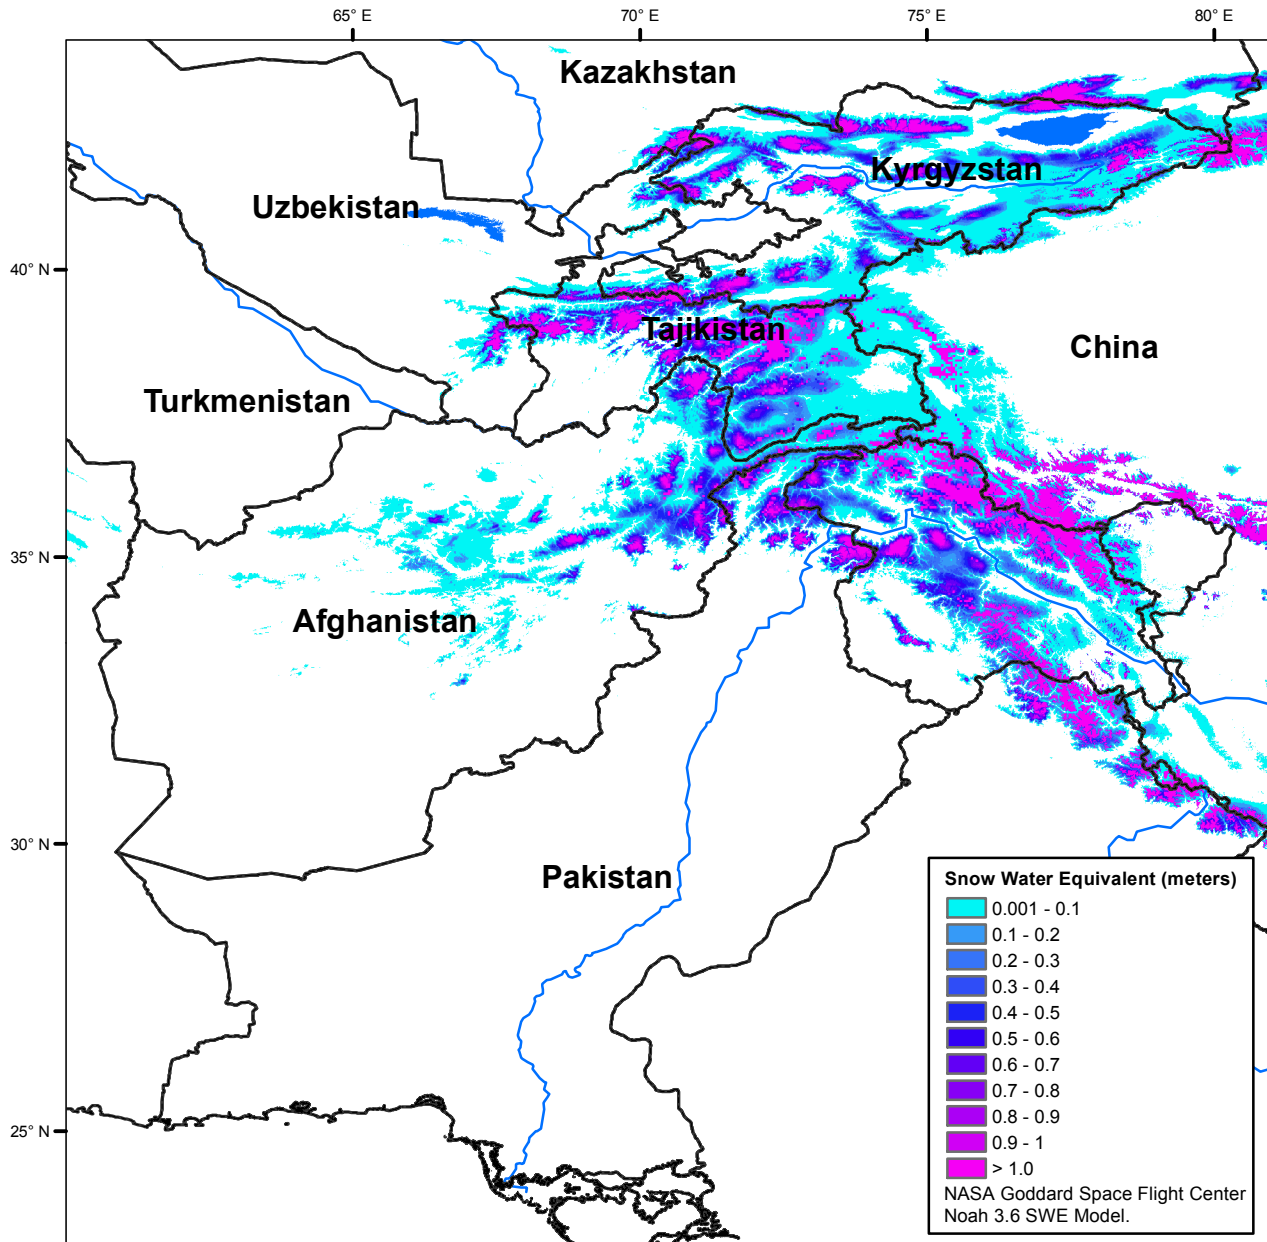 65° E
70° E
75° E
80° E
Kazakhstan
Kyrgyzstan
Uzbekistan
40° N
Tajikistan
China
Turkmenistan
35° N
Afghanistan
30° N
Pakistan
25° N
Snow Water Equivalent (meters)
0.001 - 0.1
0.1 - 0.2
0.2 - 0.3
0.3 - 0.4
0.4 - 0.5
0.5 - 0.6
0.6 - 0.7
0.7 - 0.8
0.8 - 0.9
0.9 - 1
> 1.0
NASA Goddard Space Flight Center
Noah 3.6 SWE Model.